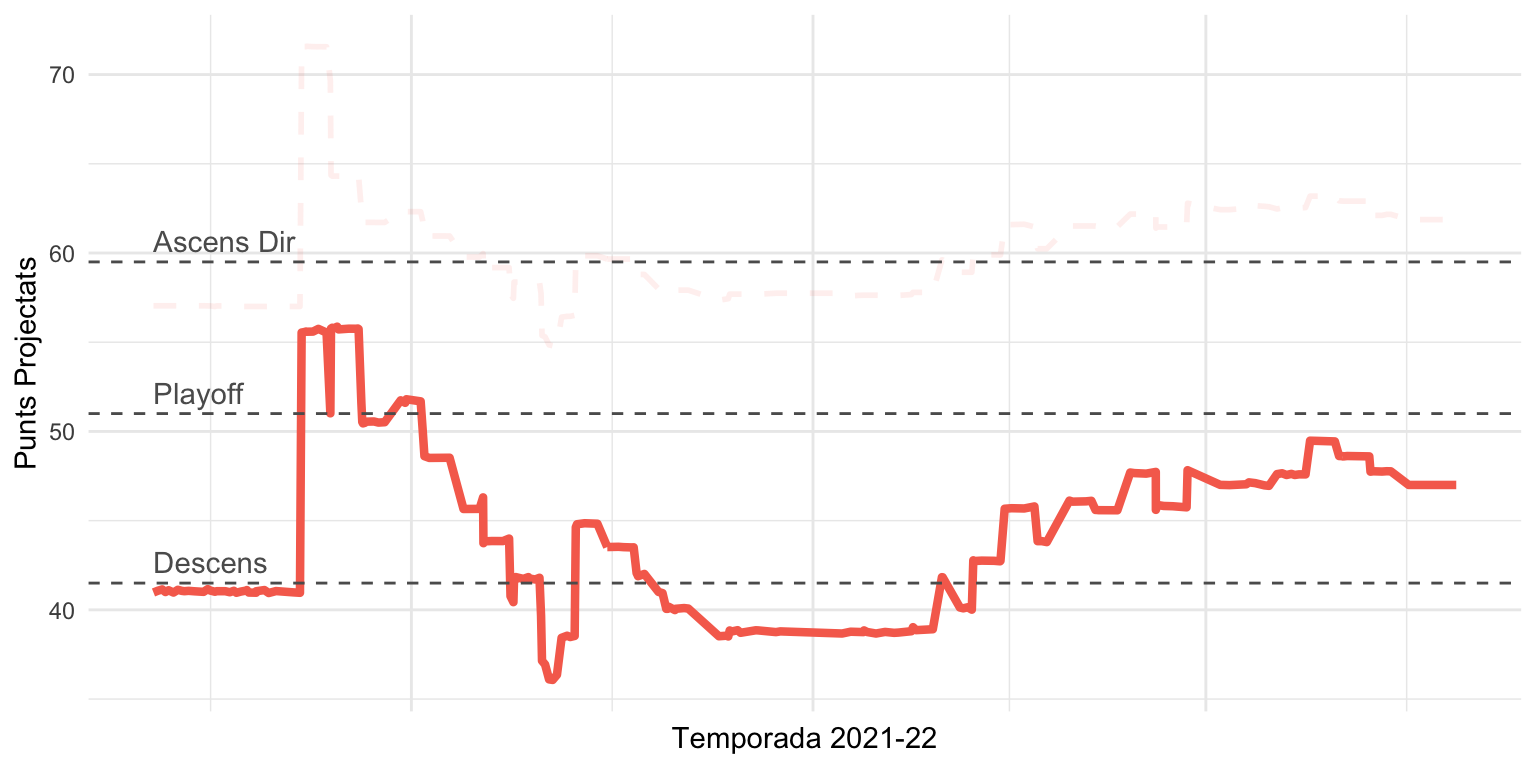 70
60
50
40
Punts Projectats
Ascens Dir
Playoff
Descens
Temporada 2021-22